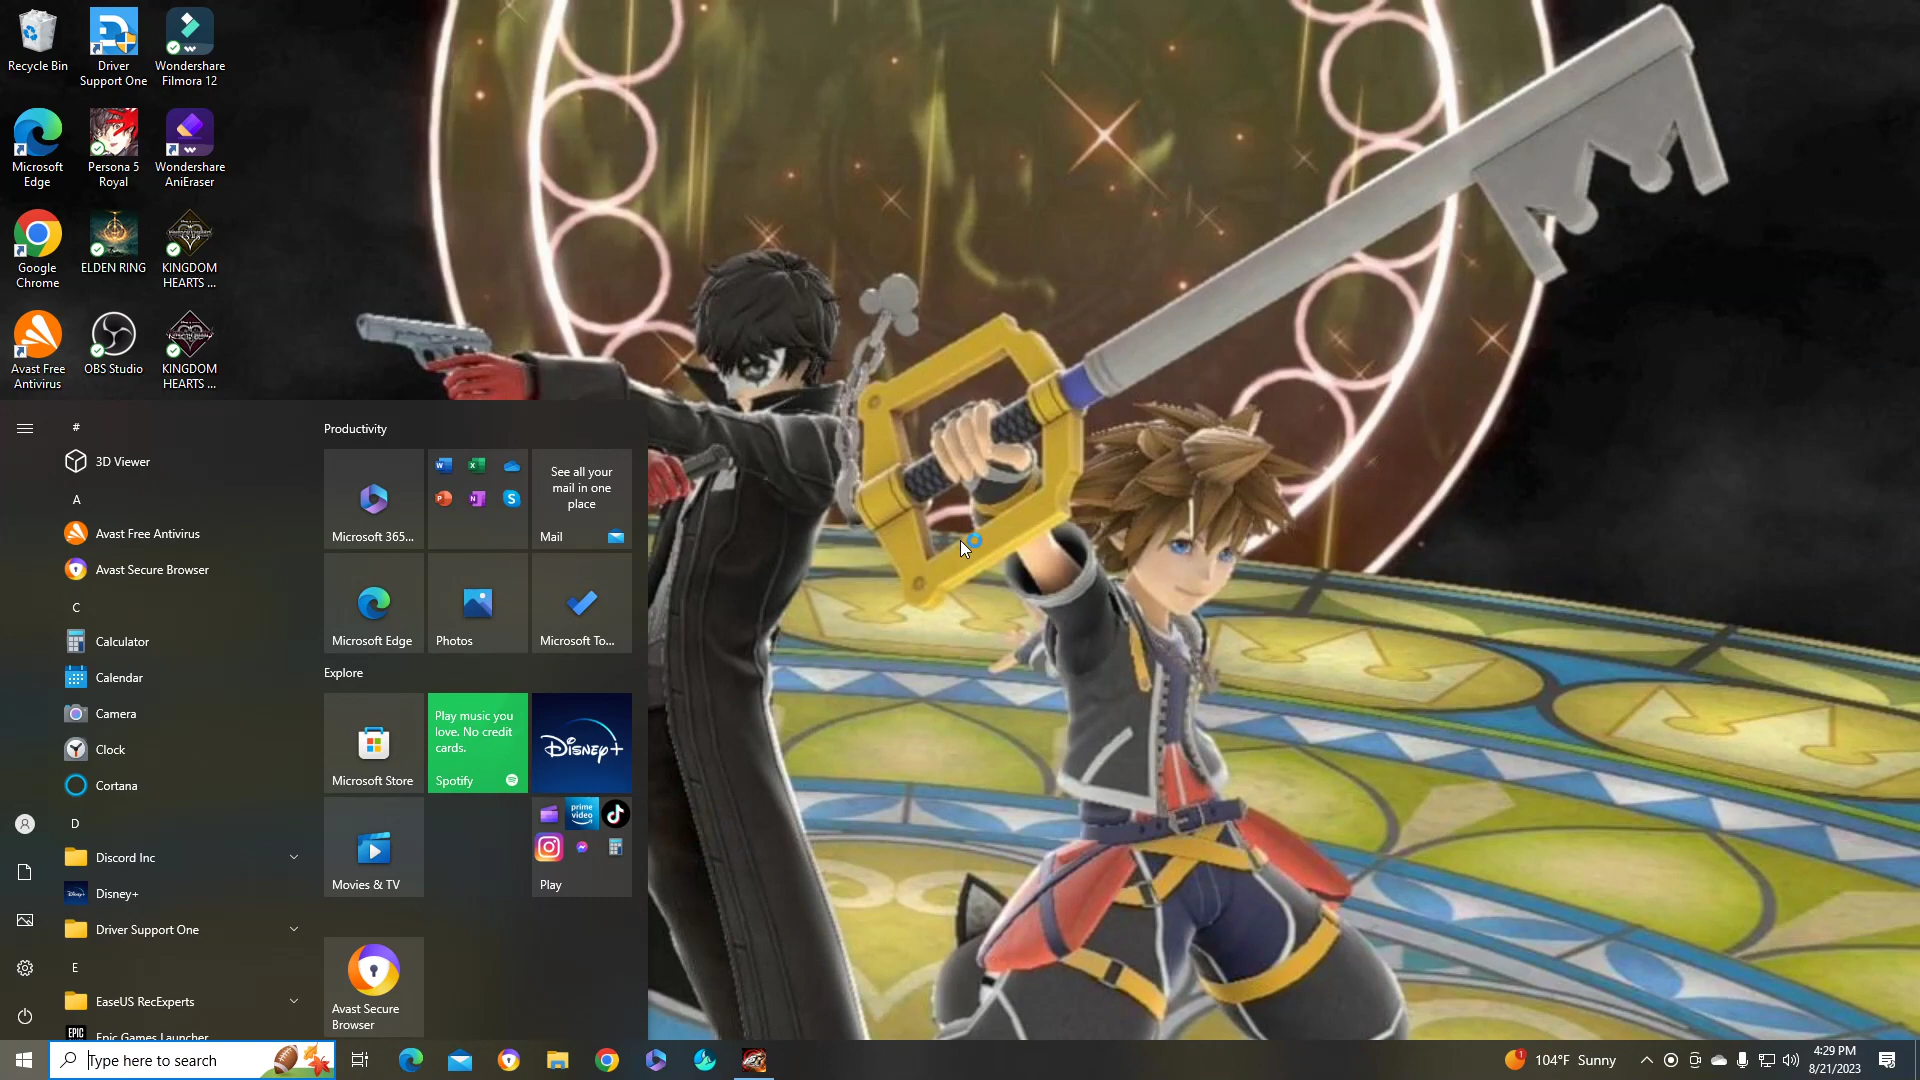 Recycle Bin
Driver
Support One
Wondershare
Filmora 12
Microsoft
Edge
Persona 5
Royal
Wondershare
AniEraser
Google
Chrome
ELDEN RING
KINGDOM
HEARTS ...
Avast Free
Antivirus
OBS Studio
KINGDOM
HEARTS ...
#
3D Viewer
A
Avast Free Antivirus
Avast Secure Browser
C
Calculator
Calendar
Camera
Clock
Cortana
D
Discord Inc
Disney+
Driver Support One
E
EaseUS RecExperts
EPIC
Epic Games Launcher
Productivity
Microsoft 365...
See all your
mail in one
place
Mail
Microsoft Edge
Photos
Microsoft To...
Explore
Microsoft Store
Play music you
love. No credit
cards.
Spotify
Disney+
Movies & TV
prime
video
Play
Avast Secure
Browser
Type here to search
1
104°F Sunny
4:29 PM
8/21/2023